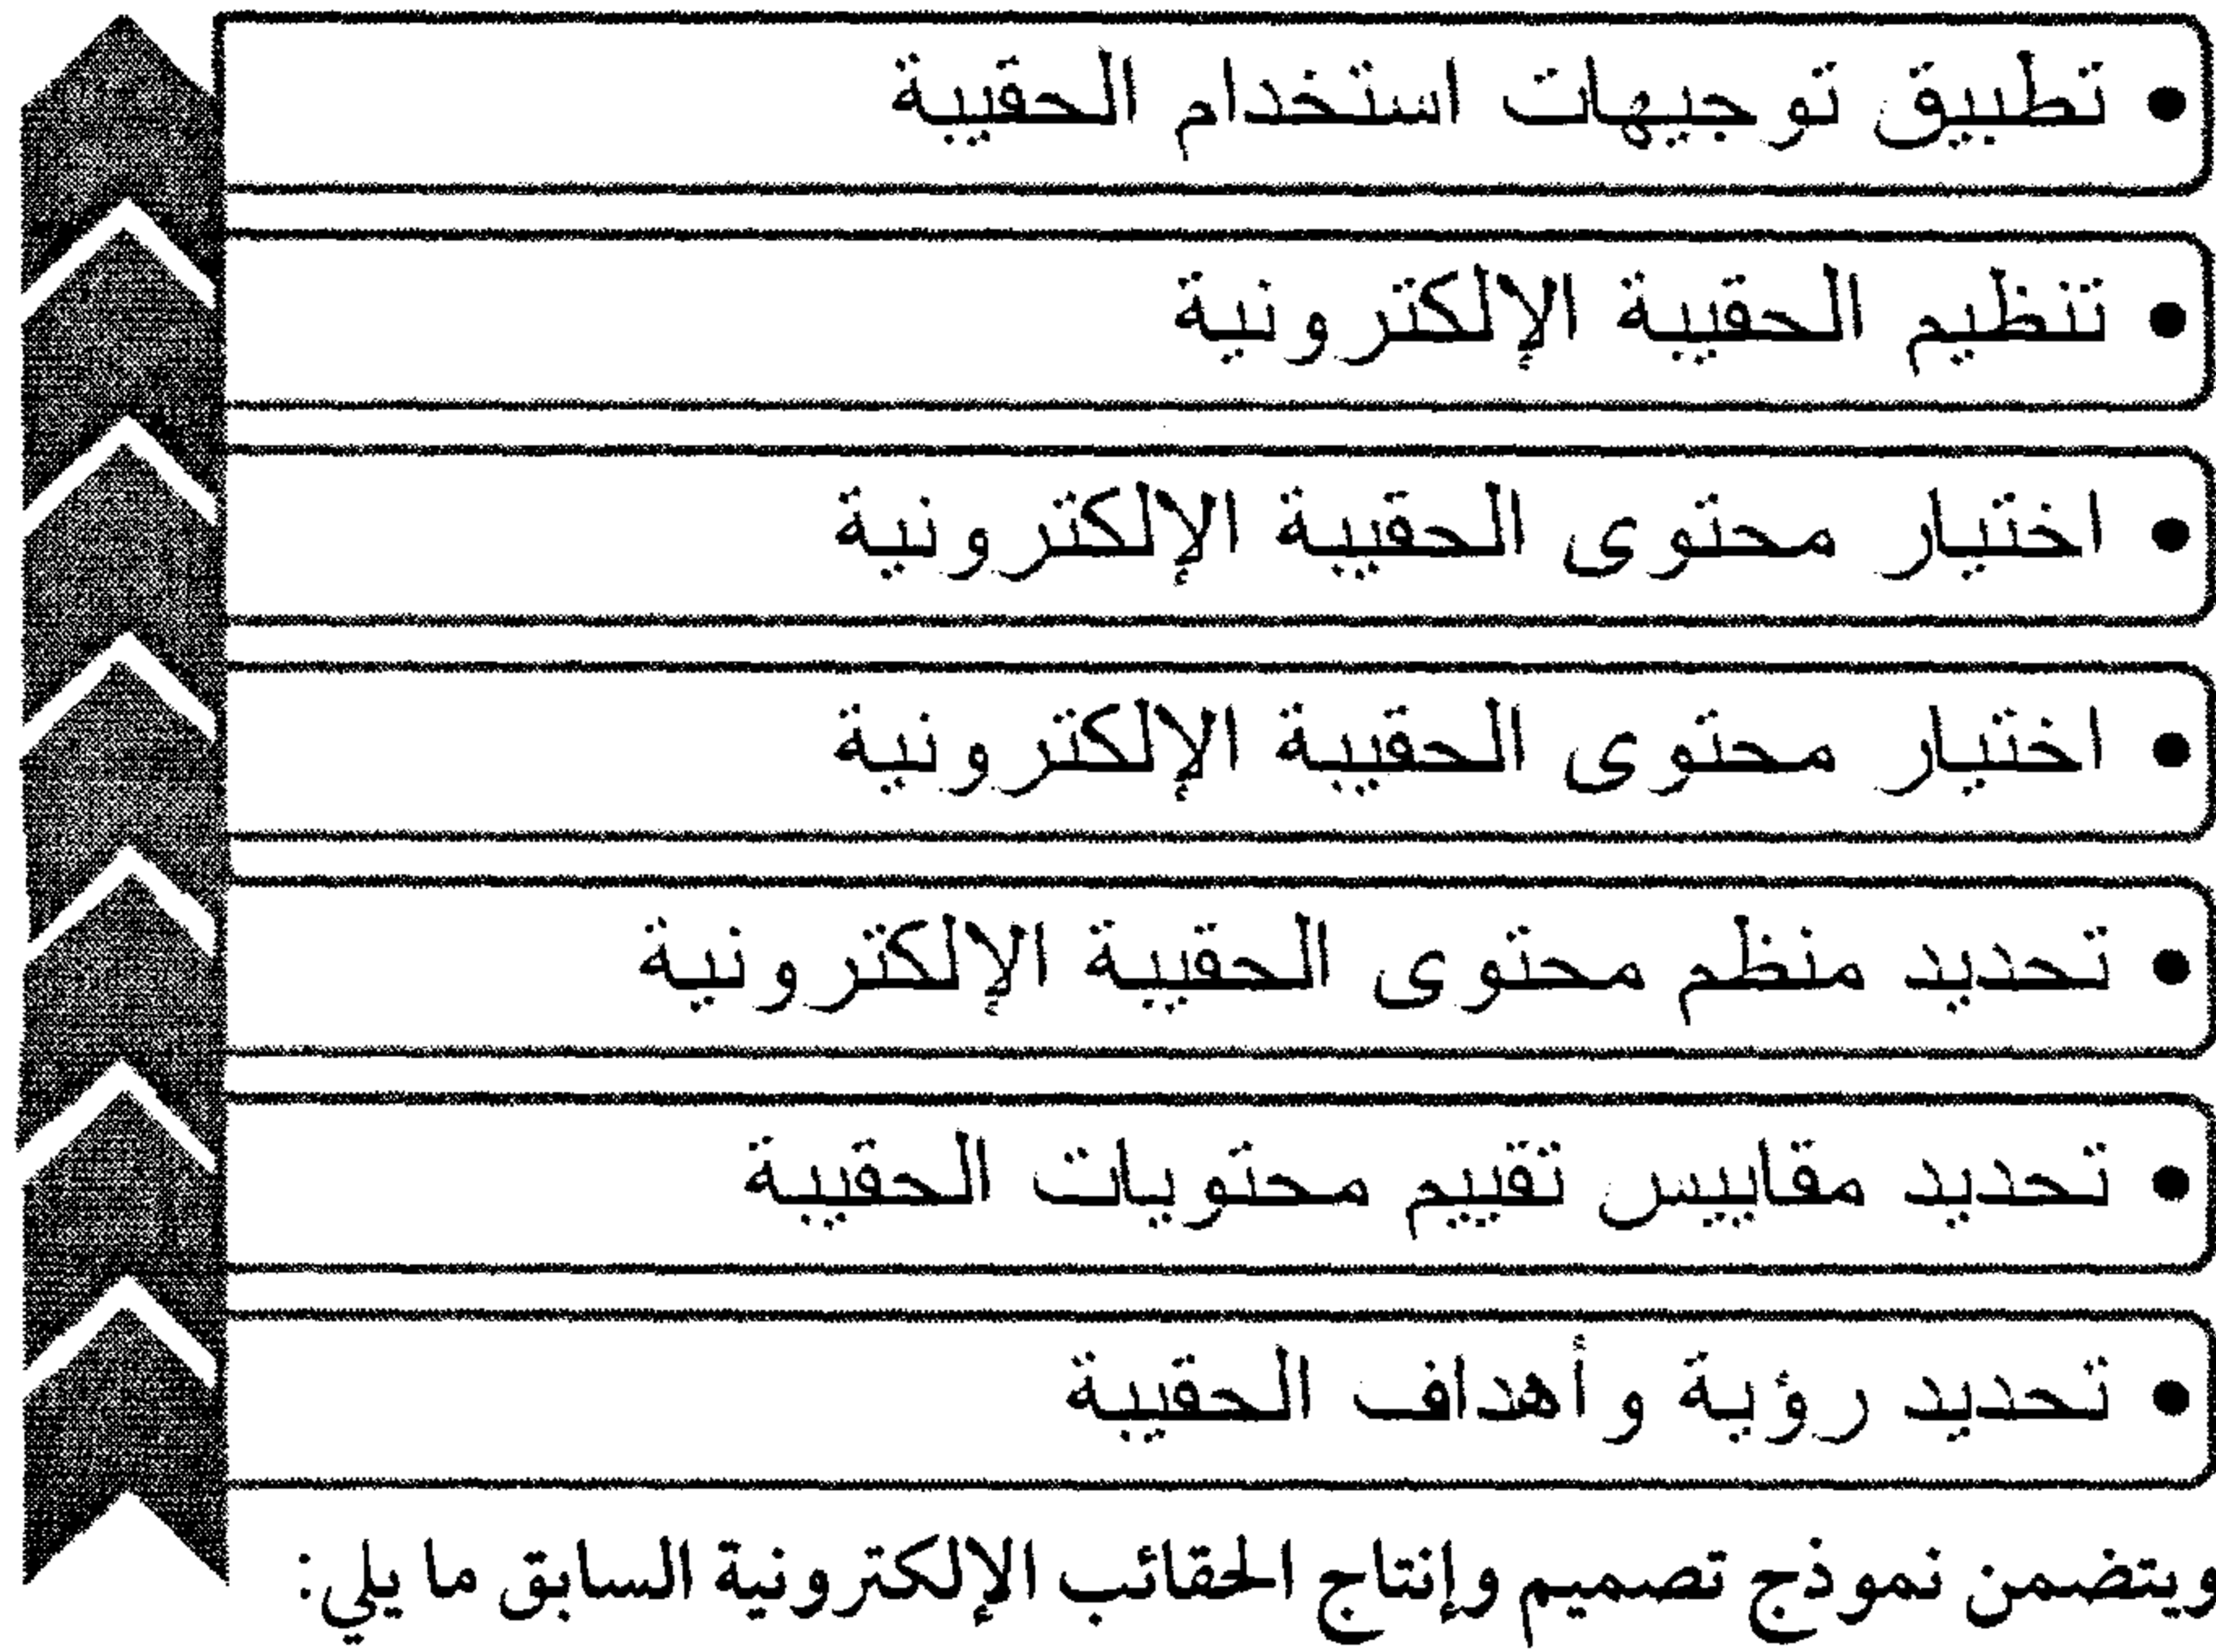 • تطبيق توجيهات استخدام الحقيبة
• تنظيم الحقيبة الإلكترونية
• اختيار محتوى الحقيبة الإلكترونية
• اختيار محتوى الحقيبة الإلكترونية
• تحديد منظم محتوى الحقيبة الإلكترونية
• تحديد مقاييس تقييم محتويات الحقيبة
• تحديد رؤية وأهداف الحقيبة
ويتضمن نموذج تصميم وإنتاج الحقائب الإلكترونية السابق ما يلي: